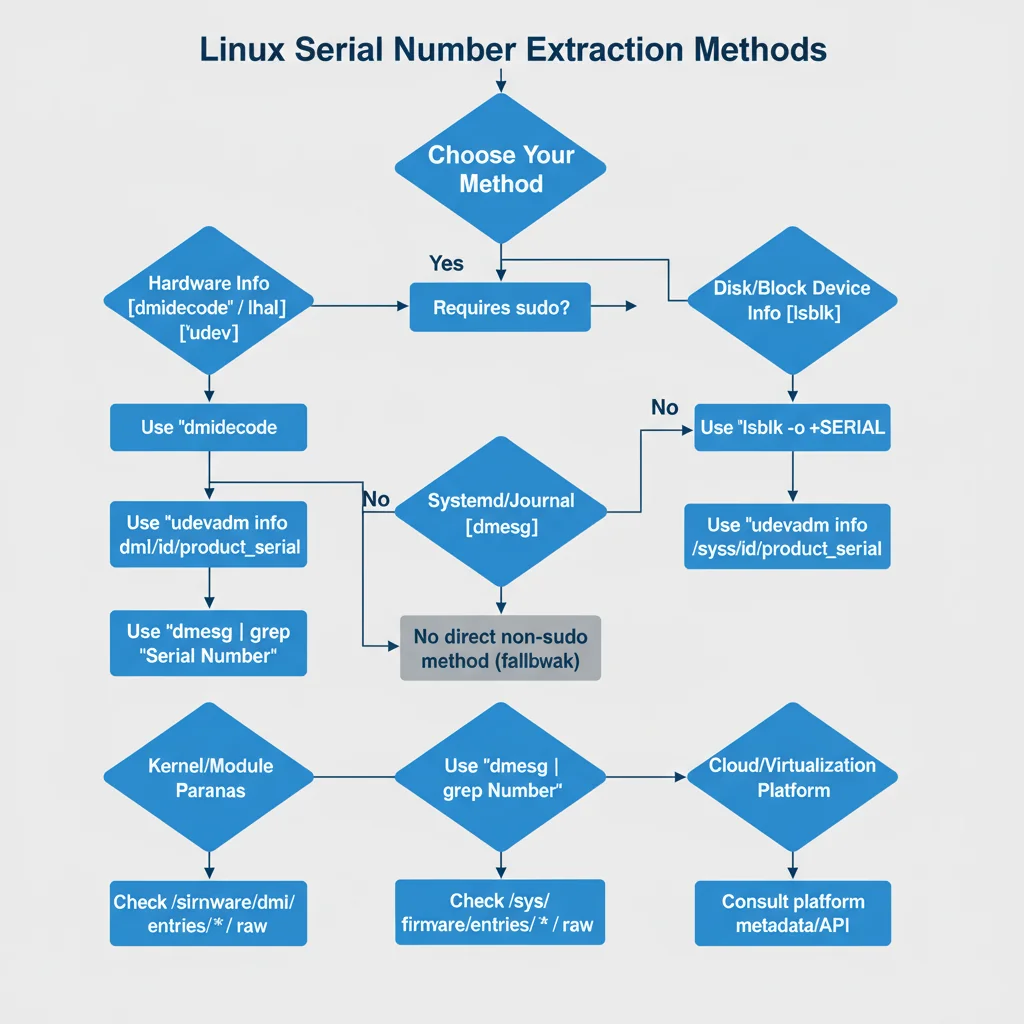 Linux Serial Number Extraction Methods
Choose Your
Method
Yes
Hardware Info
[dmidecode" / lhal]
["udev]
Requires sudo?
Disk/Block Device
Info [lsblk]
Use "dmidecode
No
Use "lsblk -o +SERIAL
No
Systemd/Journal
[dmesg]
Use "udevadm info
dml/id/product_serial
Use "udevadm info
/syss/id/product_serial
Use "dmesg | grep
"Serial Number"
No direct non-sudo
method (fallbwak)
Kernel/Module
Paranas
Use "dmesg |
grep Number"
Cloud/Virtualization
Platform
Check /sirnware/dmi/
entries/ * / raw
Check /sys/
firmvare/entries/ * / raw
Consult platform
metadata/API